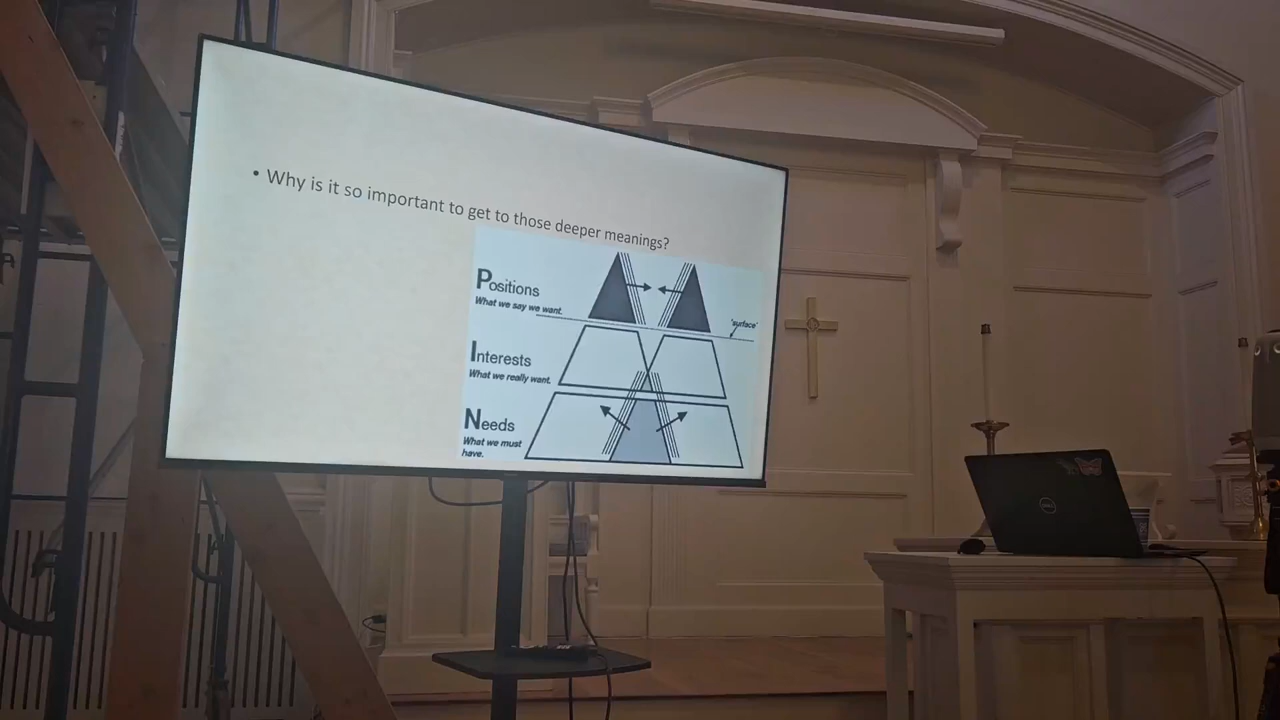 • Why is it so important to get to those deeper meanings?
Positions
What we say we want.
"surface"
Interests
What we really want.
Needs
What we must
have.
DELL